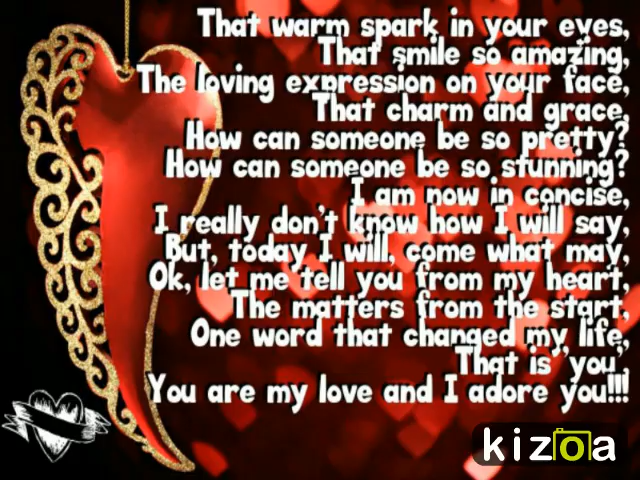 That warm spark in your eyes,
That smile so amazing,
The loving expression on your face,
That charm and grace,
How can someone be so pretty?
How can someone be so stunning?
I am now in concise,
I really don't know how I will say,
But, today I will, come what may,
Ok, let me tell you from my heart,
The matters from the start,
One word that changed my life,
That is "you",
You are my love and I adore you!!!
kizoa